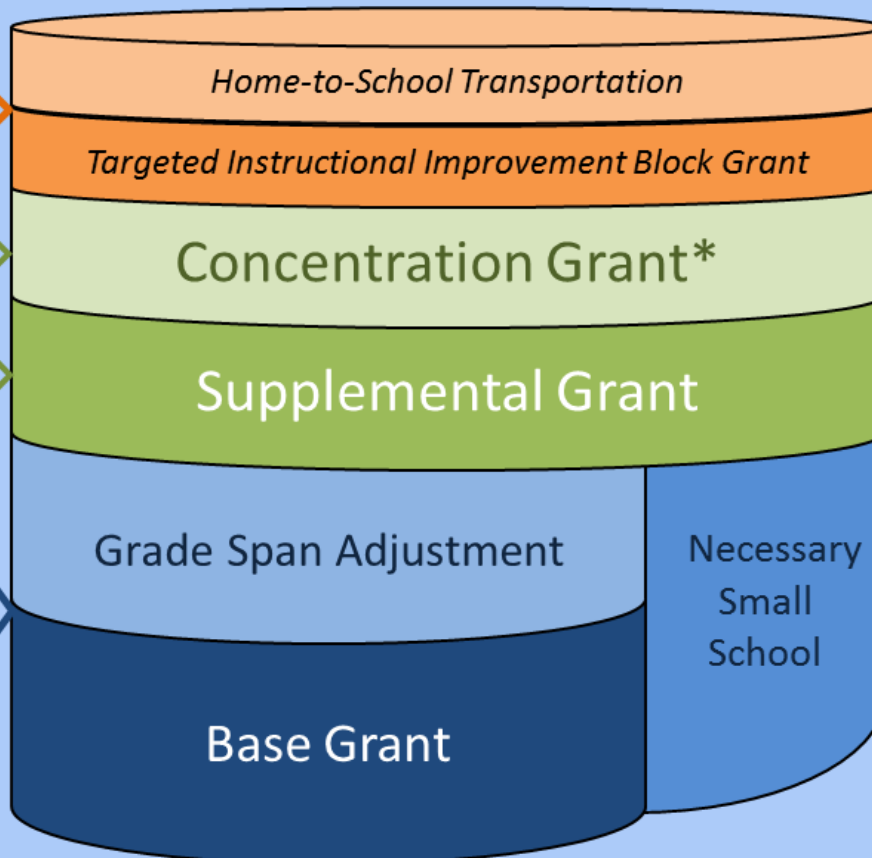 Home-to-School Transportation
Targeted Instructional Improvement Block Grant
Concentration Grant*
Supplemental Grant
Grade Span Adjustment
Necessary
Small
School
Base Grant